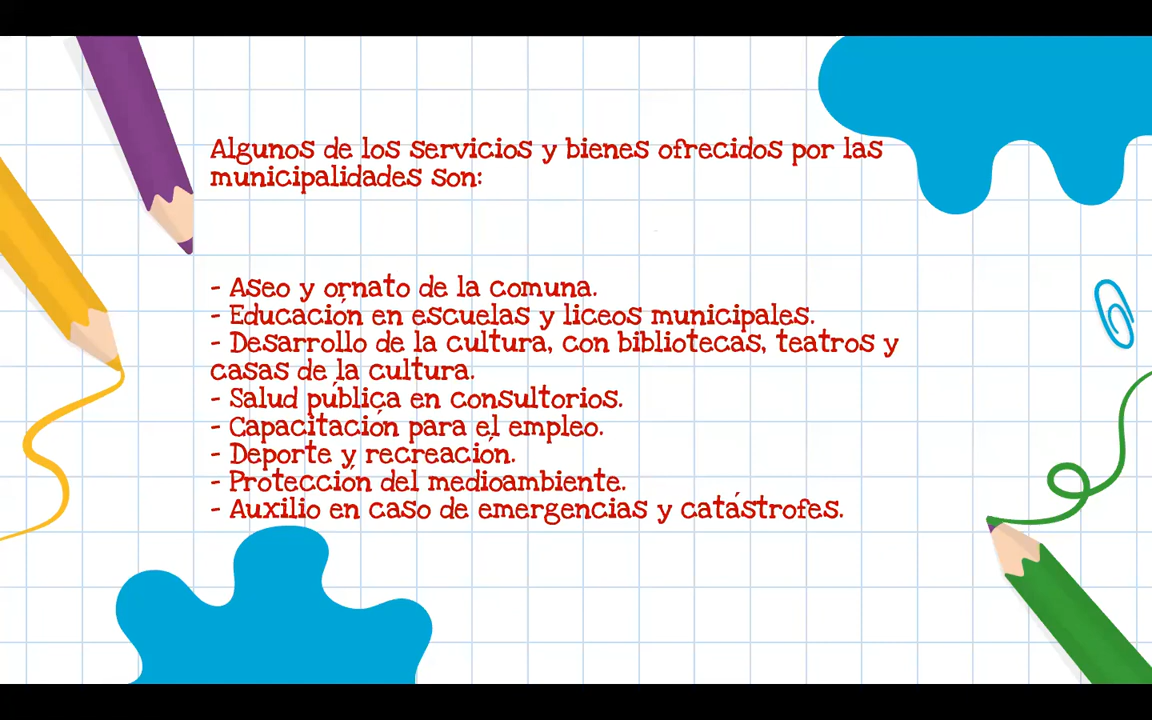 Algunos de los servicios y bienes ofrecidos por las
municipalidades son:
- Aseo y ornato de la comuna.
- Educación en escuelas y liceos municipales.
- Desarrollo de la cultura, con bibliotecas, teatros y
casas de la cultura.
- Salud pública en consultorios.
- Capacitación para el empleo.
- Deporte y recreación.
- Protección del medioambiente.
- Auxilio en caso de emergencias y catástrofes.